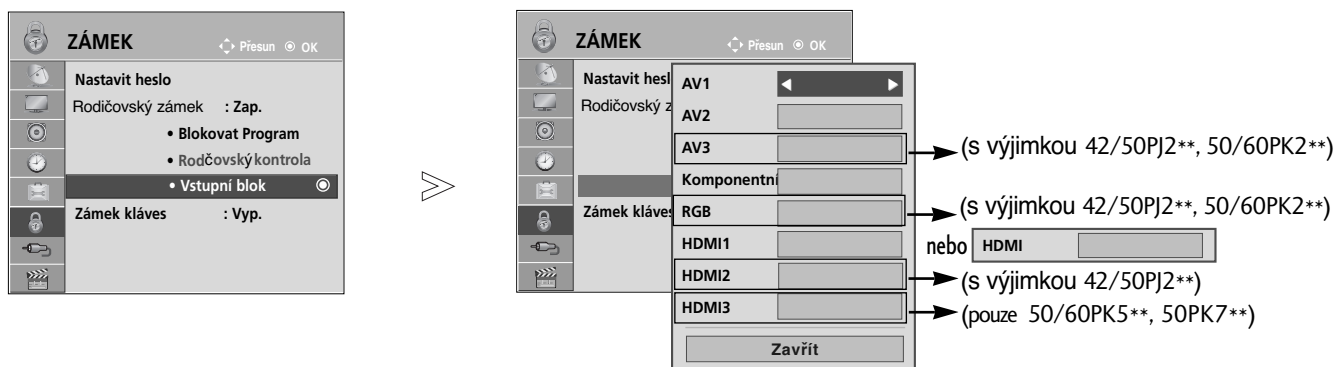 ZÁMEK
Přesun OK
Nastavit heslo
Rodičovský zámek : Zap.
• Blokovat Program
• Rodčovský kontrola
• Vstupní blok
Zámek kláves : Vyp.
ZÁMEK
Přesun OK
Nastavit hesl
Rodičovský z
Zámek kláves
AV1
AV2
AV3
Komponentní
RGB
HDMI1
HDMI2
HDMI3
Zavřít
(s výjimkou 42/50PJ2**, 50/60PK2**)
(s výjimkou 42/50PJ2**, 50/60PK2**)
nebo HDMI
(s výjimkou 42/50PJ2**)
(pouze 50/60PK5**, 50PK7**)